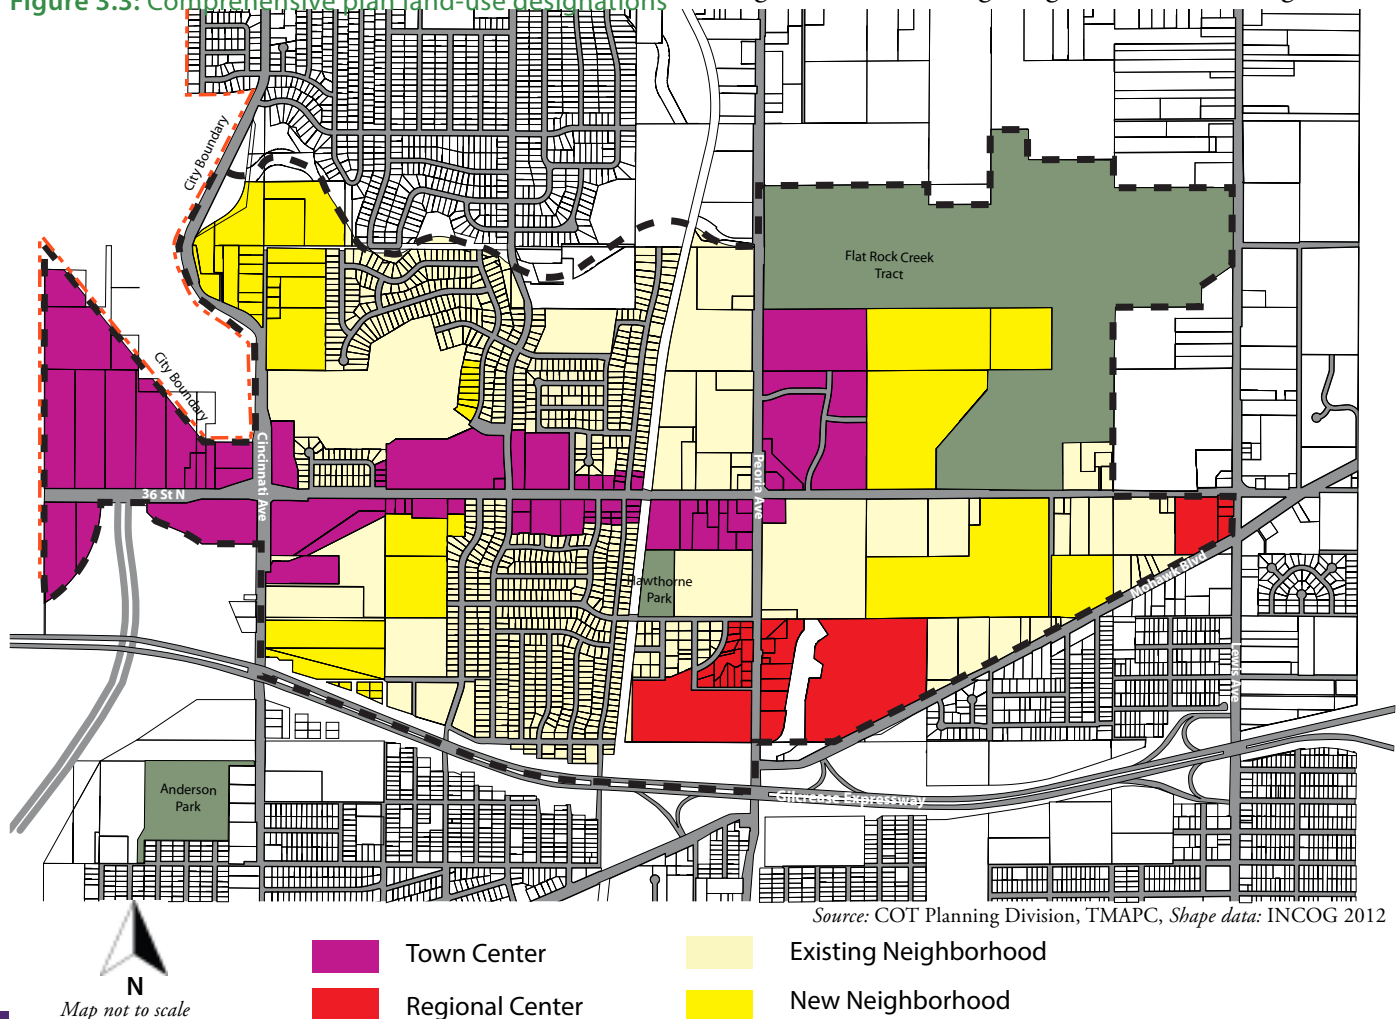 Figure 3.3: Comprehensive plan land-use designations
City Boundary
Flat Rock Creek
Tract
City Boundary
Cincinnati Ave
Peoria Ave
36 St N
Hawthorne
Park
Mohawk Blvd
Lewis Ave
Anderson
Park
Gilcrease Expressway
Source: COT Planning Division, TMAPC, Shape data: INCOG 2012
N
Map not to scale
Town Center
Regional Center
Existing Neighborhood
New Neighborhood